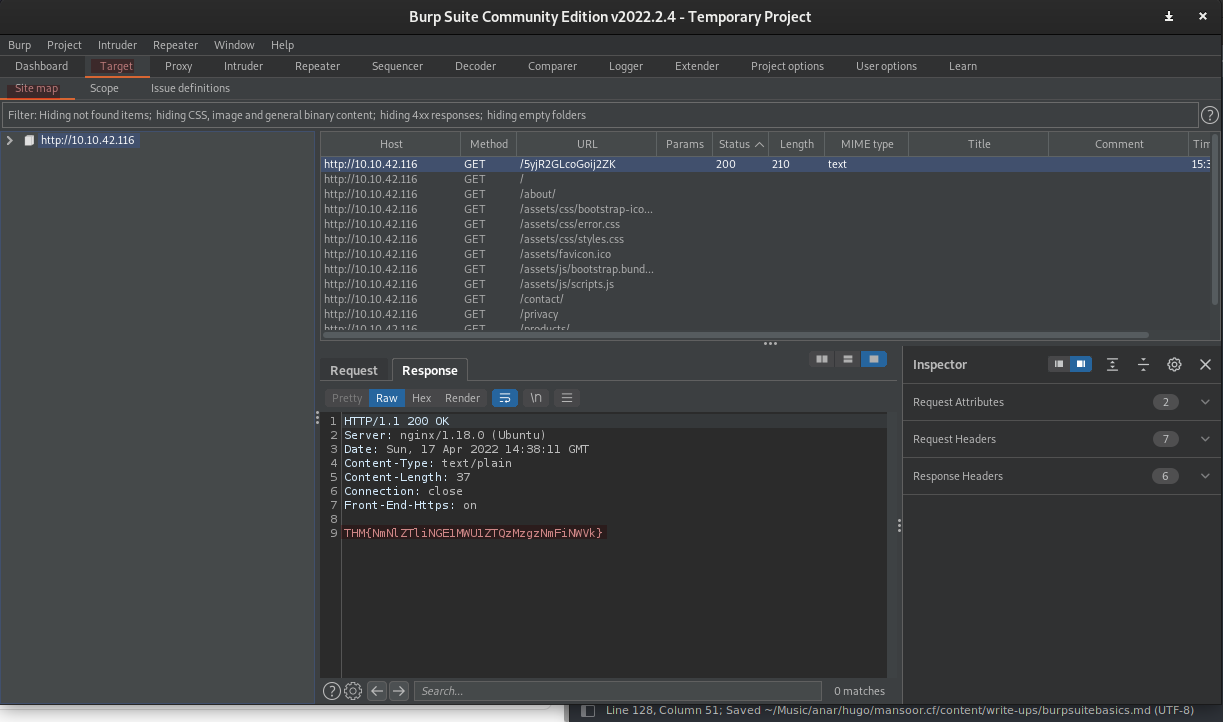 Burp Suite Community Edition v2022.2.4 - Temporary Project
Burp Project Intruder Repeater Window Help
Dashboard Target Proxy Intruder Repeater Sequencer Decoder Comparer Logger Extender Project options User options Learn
Site map Scope Issue definitions
Filter: Hiding not found items; hiding CSS, image and general binary content; hiding 4xx responses; hiding empty folders
http://10.10.42.116
Host Method URL Params Status Length MIME type Title Comment Tim
http://10.10.42.116 GET /5yjR2GLcoGoij2ZK 200 210 text 15:3
http://10.10.42.116 GET /
http://10.10.42.116 GET /about/
http://10.10.42.116 GET /assets/css/bootstrap-ico...
http://10.10.42.116 GET /assets/css/error.css
http://10.10.42.116 GET /assets/css/styles.css
http://10.10.42.116 GET /assets/favicon.ico
http://10.10.42.116 GET /assets/js/bootstrap.bund...
http://10.10.42.116 GET /assets/js/scripts.js
http://10.10.42.116 GET /contact/
http://10.10.42.116 GET /privacy
http://10.10.42.116 GET /products/
Request Response
Pretty Raw Hex Render \n
1 HTTP/1.1 200 OK
2 Server: nginx/1.18.0 (Ubuntu)
3 Date: Sun, 17 Apr 2022 14:38:11 GMT
4 Content-Type: text/plain
5 Content-Length: 37
6 Connection: close
7 Front-End-Https: on
8
9 THM{NmNlZTliNGE1MWU1ZTQzMzgzNmFiNWVk}
Search...
0 matches
Inspector
Request Attributes 2
Request Headers 7
Response Headers 6
Line 128, Column 51; Saved ~/Music/anar/hugo/mansoor.cf/content/write-ups/burpsuitebasics.md (UTF-8)